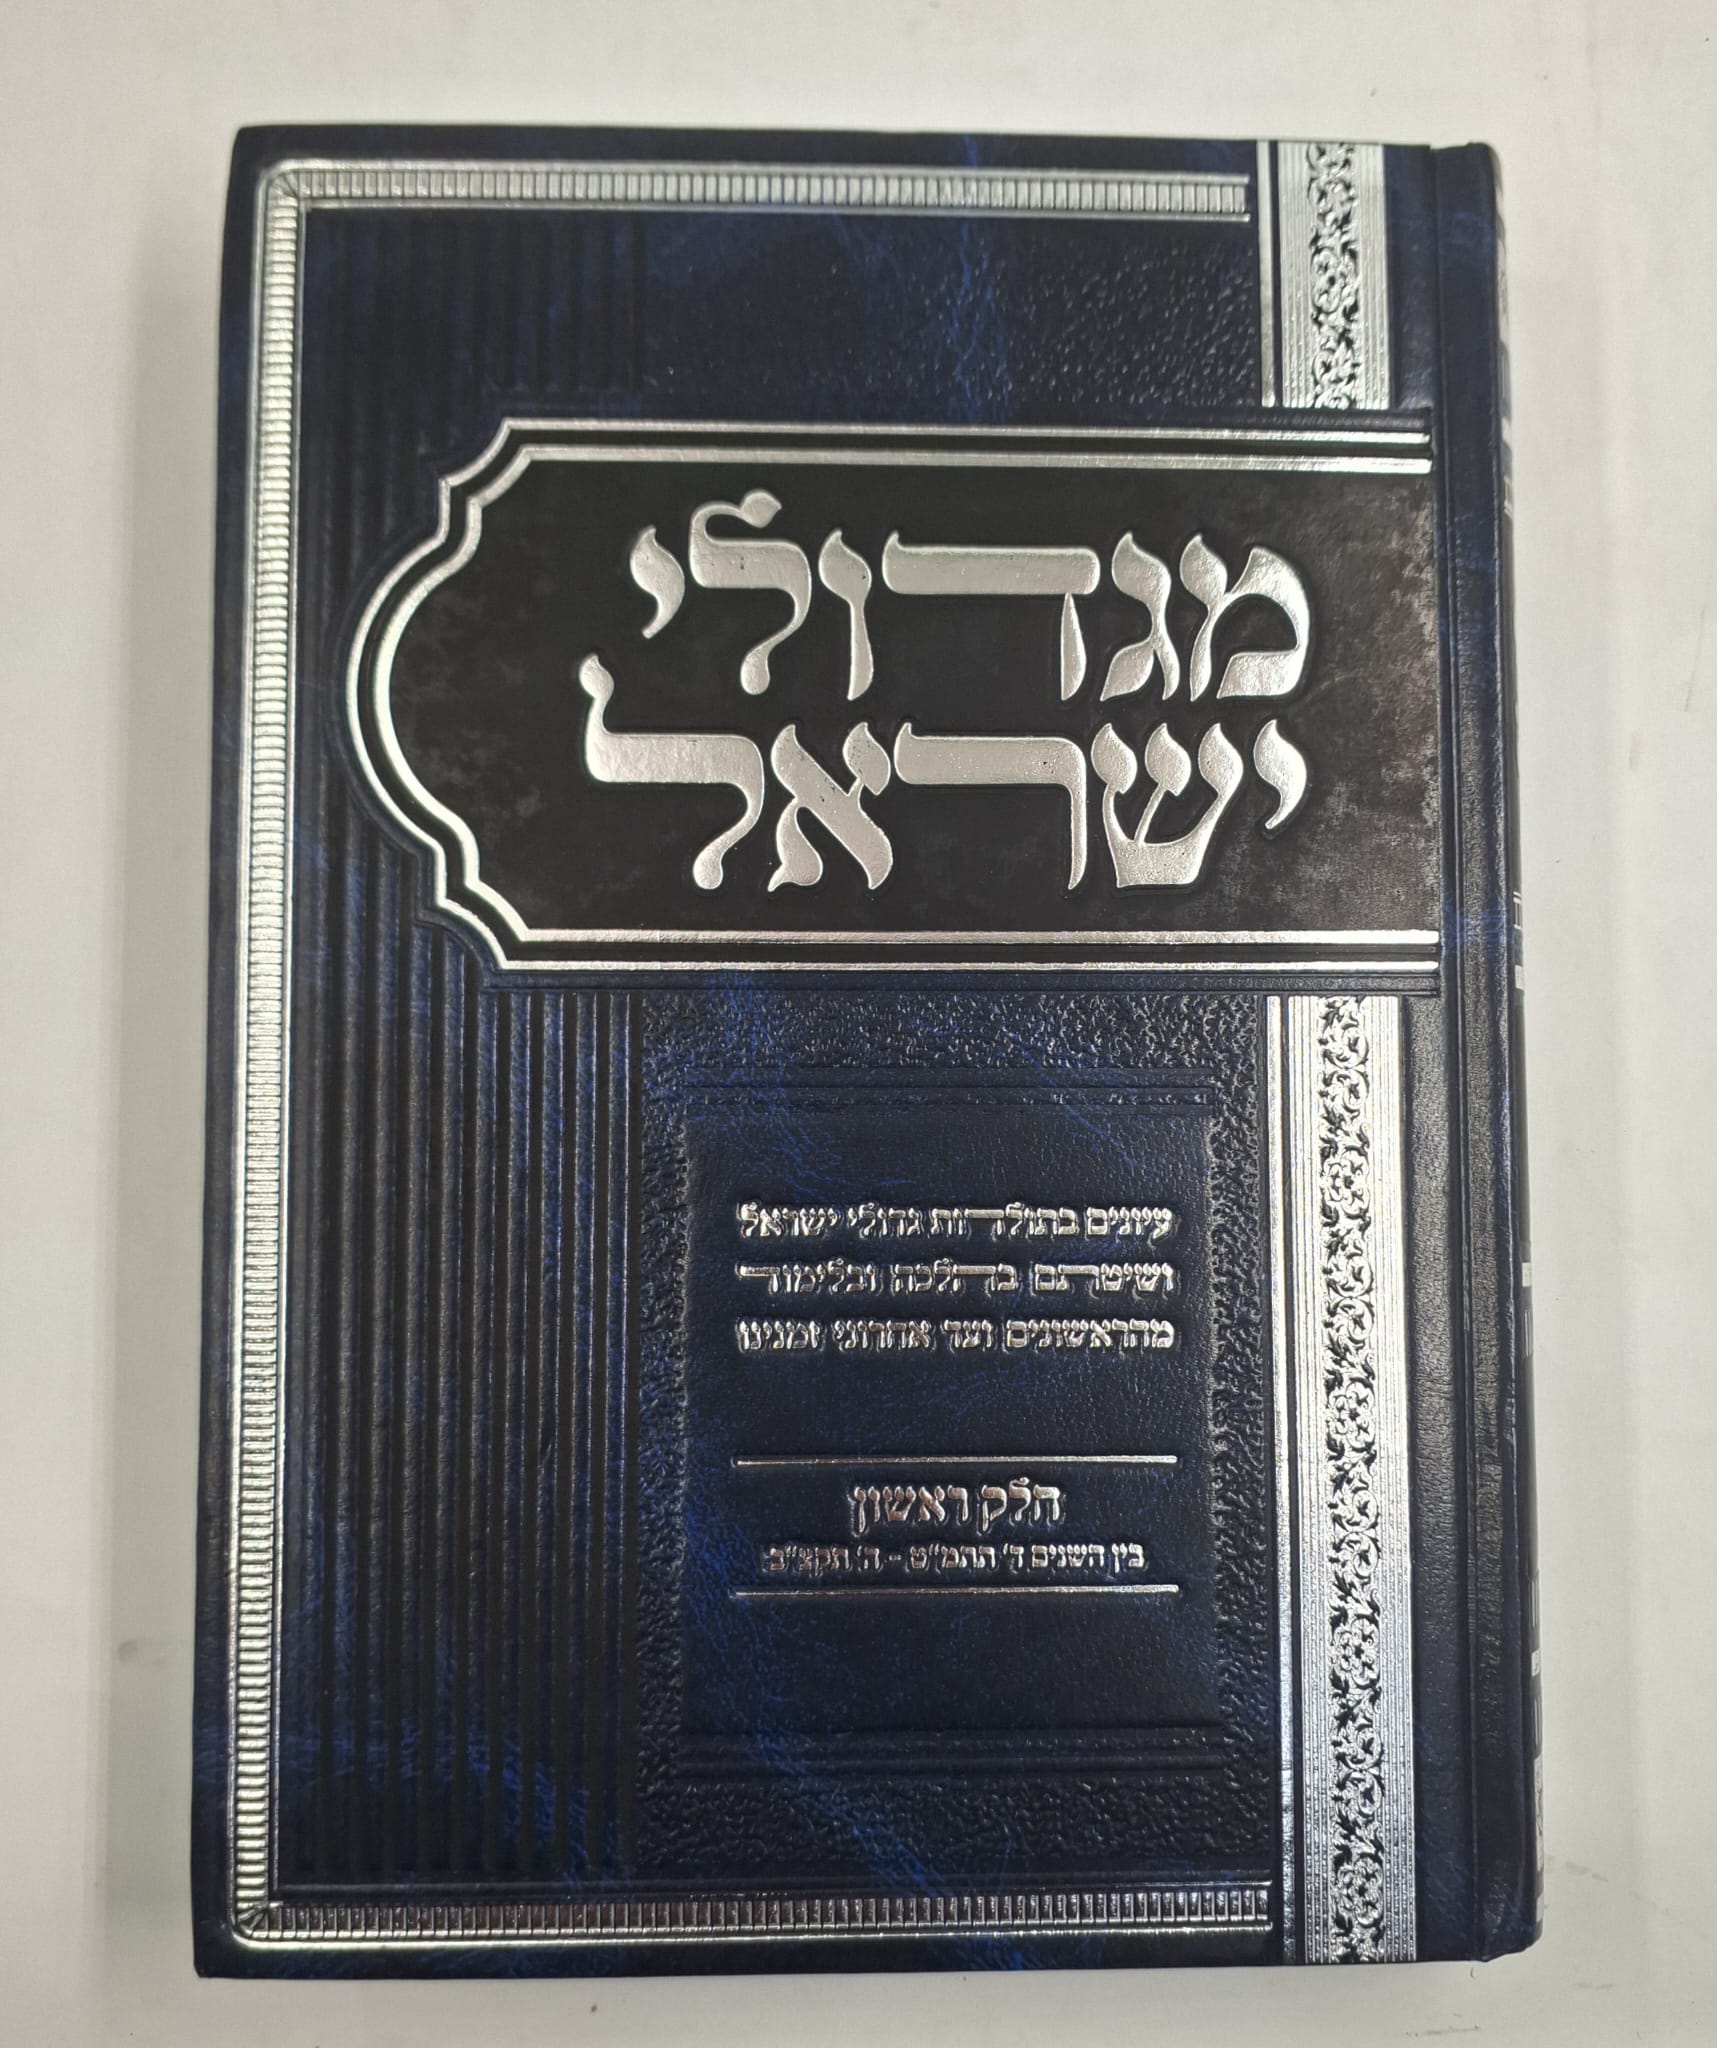 מגדולי
ישראל
עיונים בתולדות גדולי ישראל
ושיטתם בהלכה ובלימוד
מהראשונים ועד אחרוני זמנינו
חלק ראשון
בין השנים ד' תתמ"ט - ה' תקצ"ב